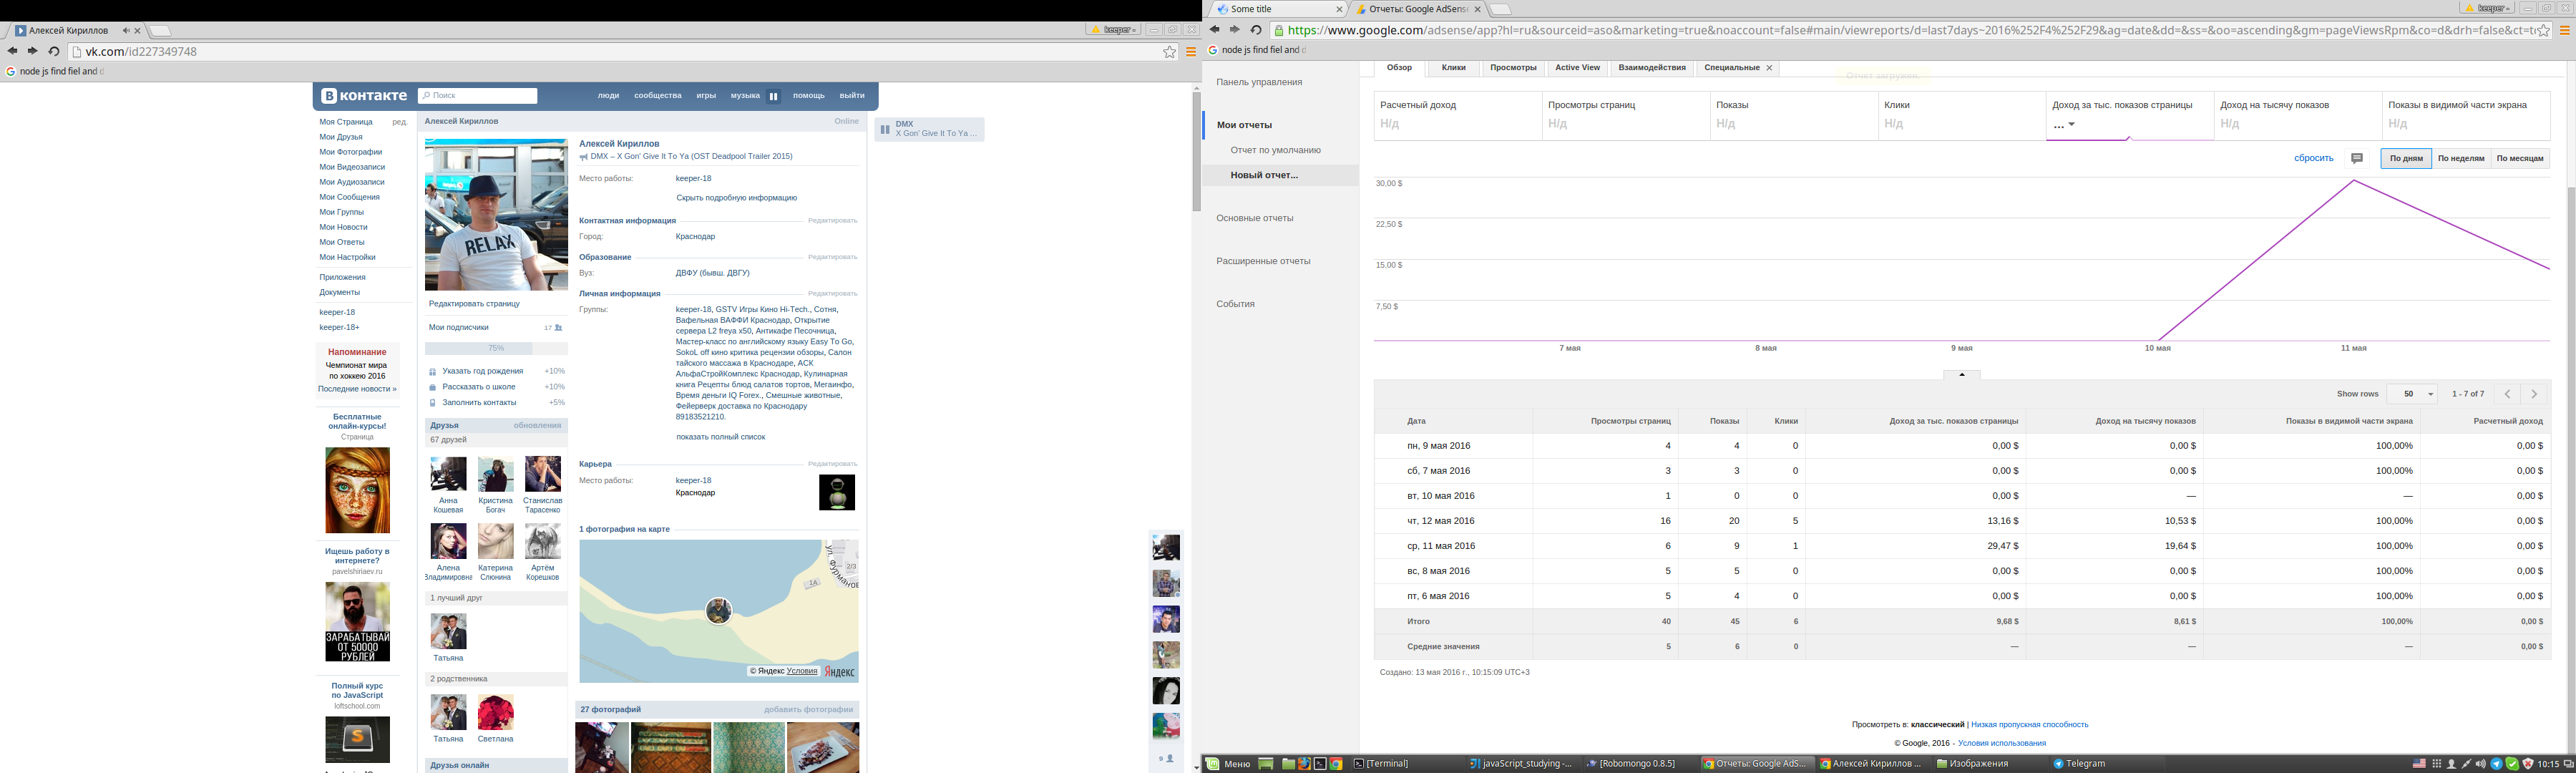 Алексей Кириллов
keeper
vk.com/id227349748
node js find fiel and d
В контакте
Поиск
люди сообщества игры музыка помощь выйти
Моя Страница ред.
Мои Друзья
Мои Фотографии
Мои Видеозаписи
Мои Аудиозаписи
Мои Сообщения
Мои Группы
Мои Новости
Мои Ответы
Мои Настройки
Приложения
Документы
keeper-18
keeper-18+
Напоминание
Чемпионат мира
по хоккею 2016
Последние новости »
Бесплатные
онлайн-курсы!
Страница
Ищешь работу в
интернете?
pavelshiriaev.ru
ЗАРАБАТЫВАЙ
ОТ 50000
РУБЛЕЙ
Полный курс
по JavaScript
loftschool.com
S
Алексей Кириллов Online
RELAX
Редактировать страницу
Мои подписчики 17
75%
Указать год рождения +10%
Рассказать о школе +10%
Заполнить контакты +5%
Друзья обновления
67 друзей
Анна Кристина Станислав
Кошевая Богач Тарасенко
Алена Катерина Артём
Владимировна Слюнина Корешков
1 лучший друг
Татьяна
2 родственника
Татьяна Светлана
Друзья онлайн
Алексей Кириллов
DMX – X Gon' Give It To Ya (OST Deadpool Trailer 2015)
Место работы: keeper-18
Скрыть подробную информацию
Контактная информация Редактировать
Город: Краснодар
Образование Редактировать
Вуз: ДВФУ (бывш. ДВГУ)
Личная информация Редактировать
Группы: keeper-18, GSTV Игры Кино Hi-Tech., Сотня,
Вафельная ВАФФИ Краснодар, Открытие
сервера L2 freya x50, Антикафе Песочница,
Мастер-класс по английскому языку Easy To Go,
SokoL off кино критика рецензии обзоры, Салон
тайского массажа в Краснодаре, АСК
АльфаСтройКомплекс Краснодар, Кулинарная
книга Рецепты блюд салатов тортов, Мегаинфо,
Время деньги IQ Forex., Смешные животные,
Фейерверк доставка по Краснодару
89183521210.
показать полный список
Карьера Редактировать
Место работы: keeper-18
Краснодар
1 фотография на карте
ул. Фурманов
2/3
1А
© Яндекс Условия Яндекс
27 фотографий добавить фотографии
DMX
X Gon' Give It To Ya ...
9
Some title
Отчеты: Google AdSens
keeper
https://www.google.com/adsense/app?hl=ru&sourceid=aso&marketing=true&noaccount=false#main/viewreports/d=last7days~2016%252F4%252F29&ag=date&dd=&ss=&oo=ascending&gm=pageViewsRpm&co=d&drh=false&ct=t
node js find fiel and d
Панель управления
Мои отчеты
Отчет по умолчанию
Новый отчет...
Основные отчеты
Расширенные отчеты
События
Обзор Клики Просмотры Active View Взаимодействия Специальные
Отчет загружен.
Расчетный доход Просмотры страниц Показы Клики Доход за тыс. показов страницы Доход на тысячу показов Показы в видимой части экрана
Н/д Н/д Н/д Н/д ... Н/д Н/д
сбросить По дням По неделям По месяцам
30,00 $
22,50 $
15,00 $
7,50 $
7 мая 8 мая 9 мая 10 мая 11 мая
Show rows 50 1 - 7 of 7
Дата Просмотры страниц Показы Клики Доход за тыс. показов страницы Доход на тысячу показов Показы в видимой части экрана Расчетный доход
пн, 9 мая 2016 4 4 0 0,00 $ 0,00 $ 100,00% 0,00 $
сб, 7 мая 2016 3 3 0 0,00 $ 0,00 $ 100,00% 0,00 $
вт, 10 мая 2016 1 0 0 0,00 $ — — 0,00 $
чт, 12 мая 2016 16 20 5 13,16 $ 10,53 $ 100,00% 0,00 $
ср, 11 мая 2016 6 9 1 29,47 $ 19,64 $ 100,00% 0,00 $
вс, 8 мая 2016 5 5 0 0,00 $ 0,00 $ 100,00% 0,00 $
пт, 6 мая 2016 5 4 0 0,00 $ 0,00 $ 100,00% 0,00 $
Итого 40 45 6 9,68 $ 8,61 $ 100,00% 0,00 $
Средние значения 5 6 0 — — — 0,00 $
Создано: 13 мая 2016 г., 10:15:09 UTC+3
Просмотреть в: классический | Низкая пропускная способность
© Google, 2016 - Условия использования
Меню [Terminal] javaScript_studying -... [Robomongo 0.8.5] Отчеты: Google AdS... Алексей Кириллов ... Изображения Telegram 10:15